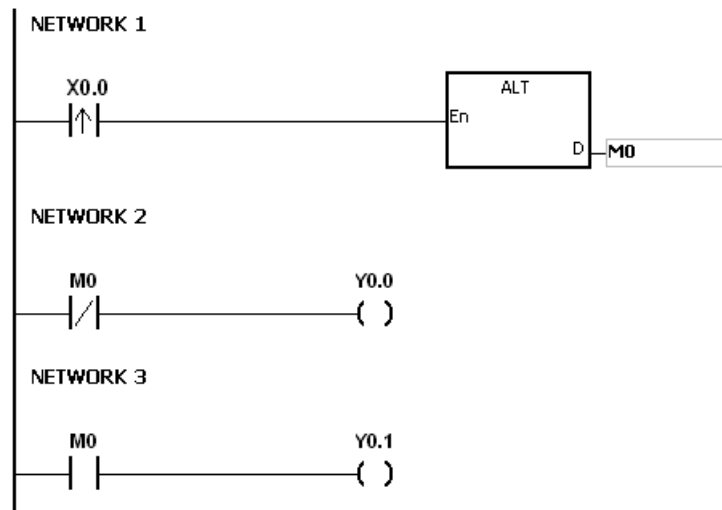 NETWORK 1
X0.0
ALT
En
D
M0
NETWORK 2
M0
Y0.0
NETWORK 3
M0
Y0.1